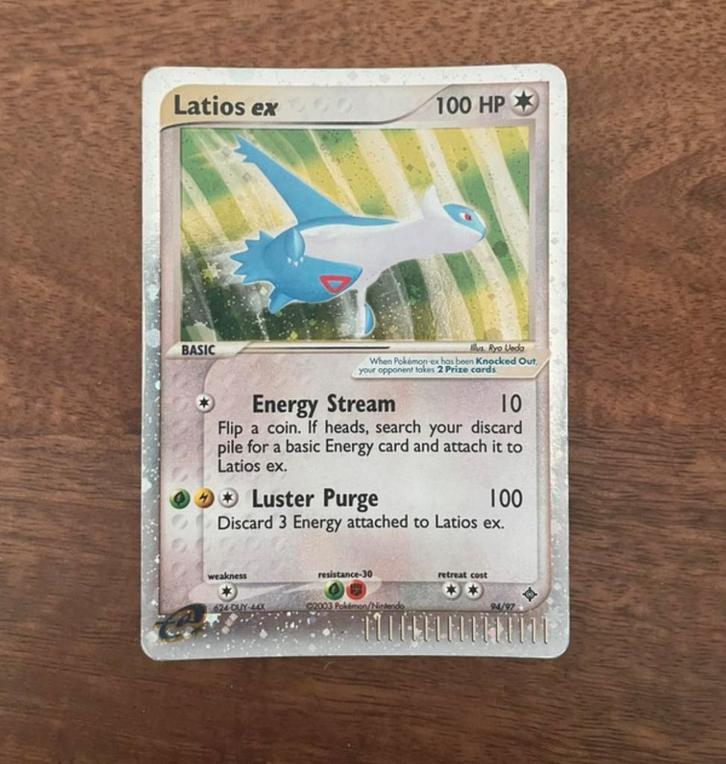 Latios ex 100 HP
BASIC
Illus. Ryo Ueda
When Pokémon-ex has been Knocked Out,
your opponent takes 2 Prize cards.
Energy Stream 10
Flip a coin. If heads, search your discard
pile for a basic Energy card and attach it to
Latios ex.
Luster Purge 100
Discard 3 Energy attached to Latios ex.
weakness resistance-30 retreat cost
624-DUY-44X ©2003 Pokémon/Nintendo 94/97
e